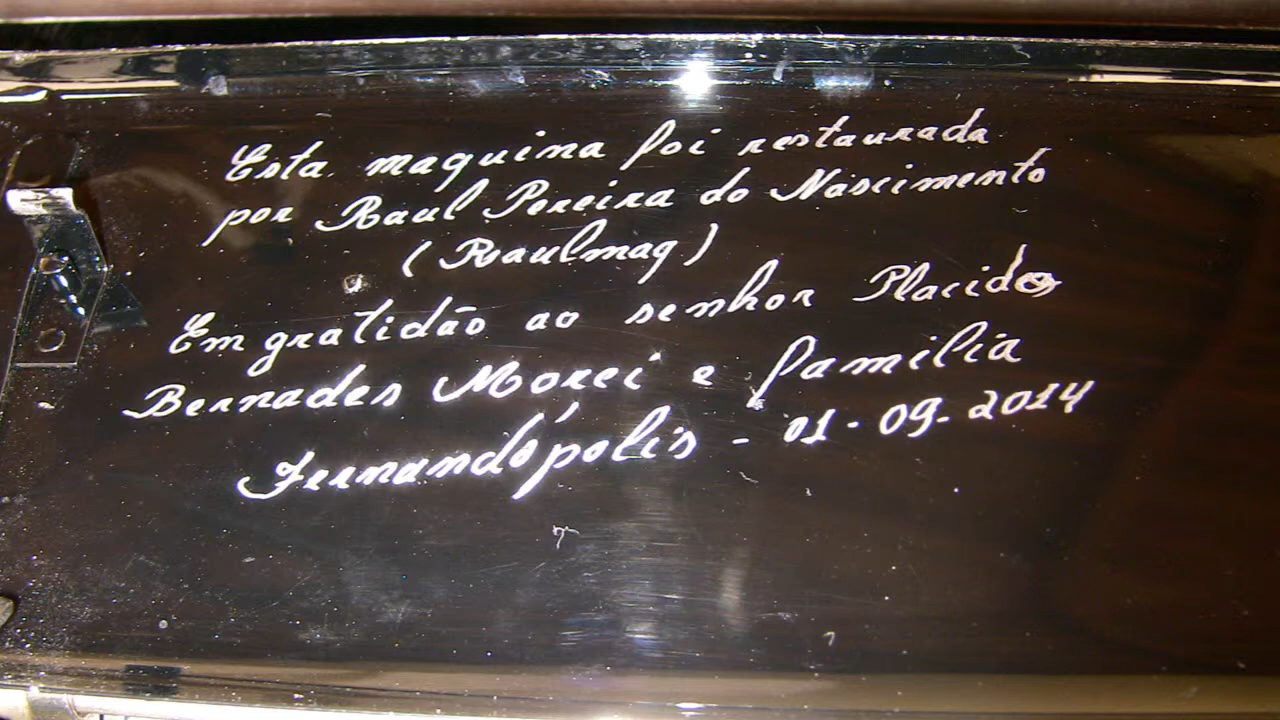 Esta maquina foi restaurada
por Raul Pereira do Nascimento
(Raulmaq)
Em gratidão ao senhor Placido
Bernades Morei e familia
Fernandópolis - 01-09-2014